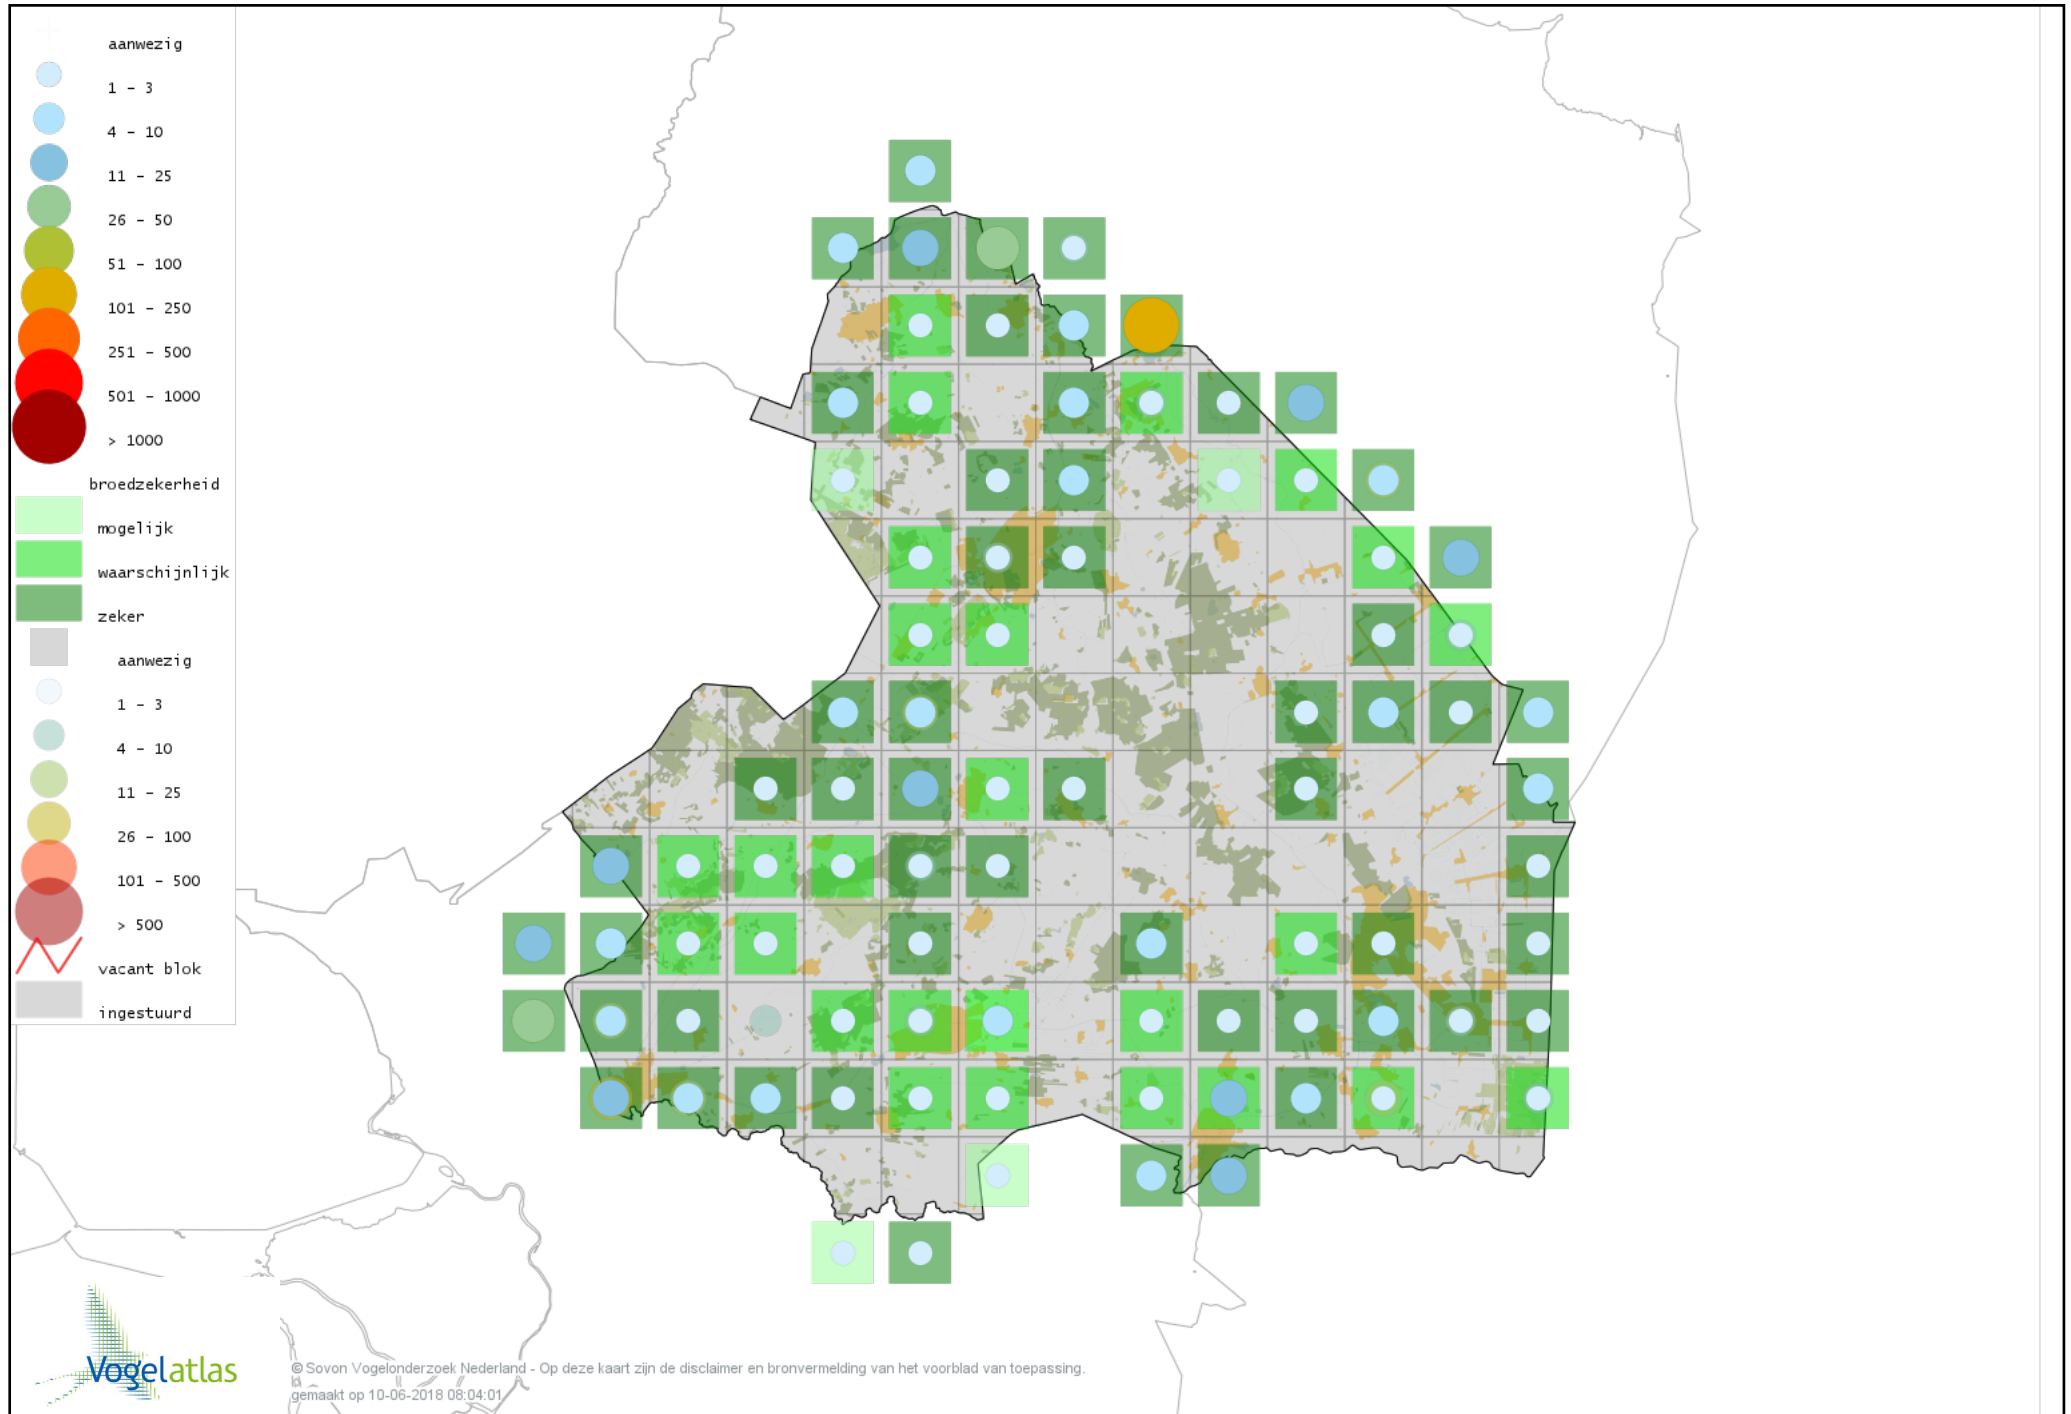 aanwezig
1 - 3
4 - 10
11 - 25
26 - 50
51 - 100
101 - 250
251 - 500
501 - 1000
> 1000
broedzekerheid
mogelijk
waarschijnlijk
zeker
aanwezig
1 - 3
4 - 10
11 - 25
26 - 100
101 - 500
> 500
vacant blok
ingestuurd
Vogelatlas
© Sovon Vogelonderzoek Nederland - Op deze kaart zijn de disclaimer en bronvermelding van het voorblad van toepassing.
gemaakt op 10-06-2018 08:04:01